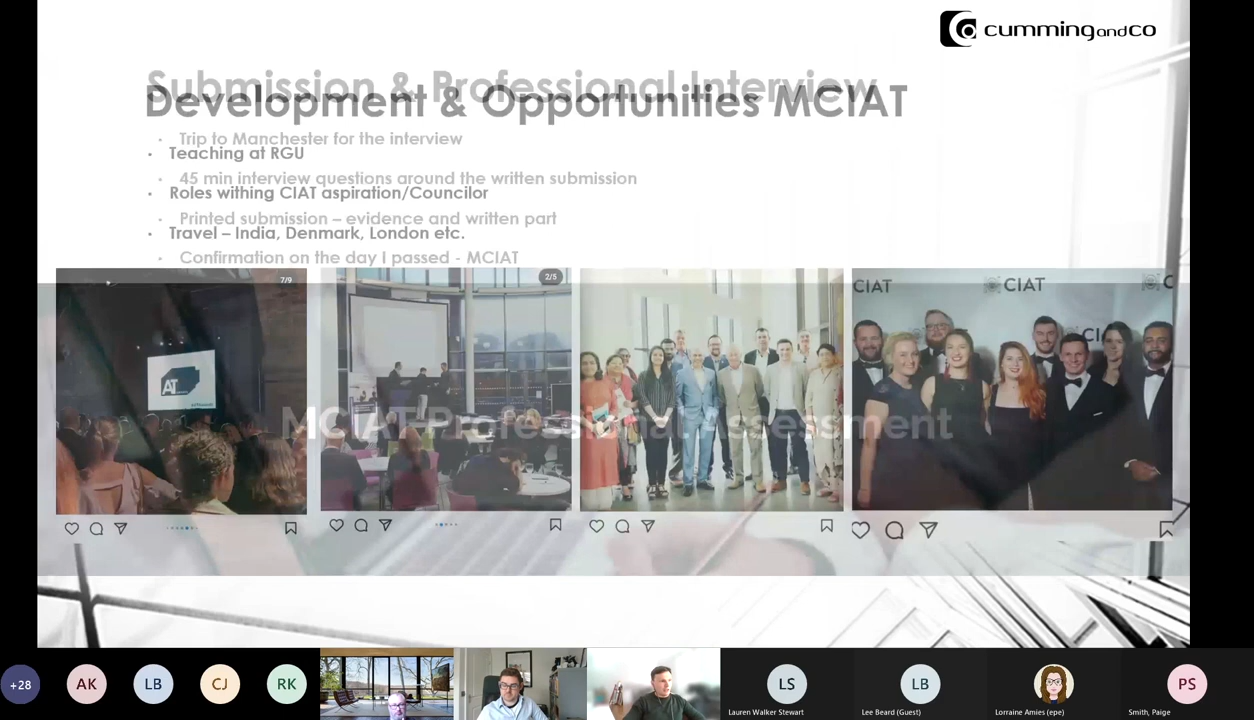 cummingandco
Submission & Professional Interview
Development & Opportunities MCIAT
• Trip to Manchester for the interview
• Teaching at RGU
• 45 min interview questions around the written submission
• Roles withing CIAT aspiration/Councilor
• Printed submission – evidence and written part
• Travel – India, Denmark, London etc.
• Confirmation on the day I passed - MCIAT
7/9
2/5
CIAT
CIAT
C
CIA
AT
MCIAT Professional Assessment
+28
AK
LB
CJ
RK
LS
LB
PS
Lauren Walker Stewart
Lee Beard (Guest)
Lorraine Amies (epe)
Smith, Paige